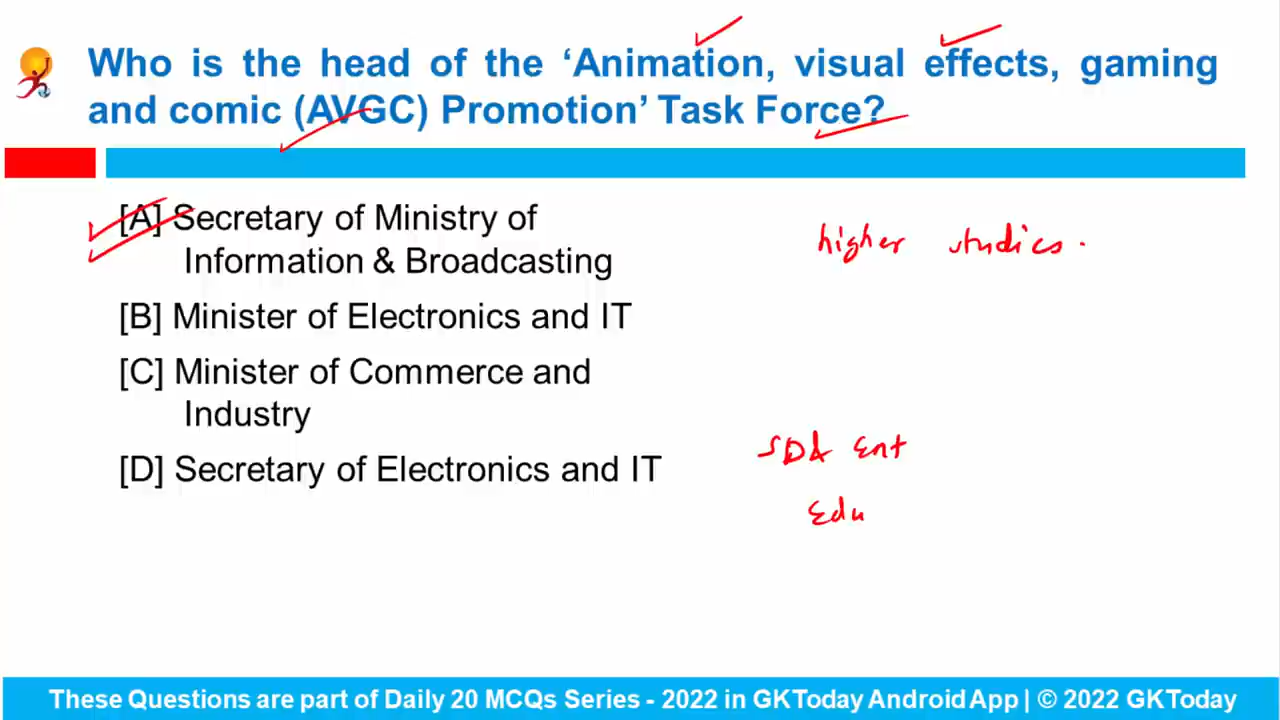 Who is the head of the ‘Animation, visual effects, gaming
and comic (AVGC) Promotion’ Task Force?
[A] Secretary of Ministry of
Information & Broadcasting
higher studies.
[B] Minister of Electronics and IT
[C] Minister of Commerce and
Industry
[D] Secretary of Electronics and IT
Ent
Edu
These Questions are part of Daily 20 MCQs Series - 2022 in GKToday Android App | © 2022 GKToday